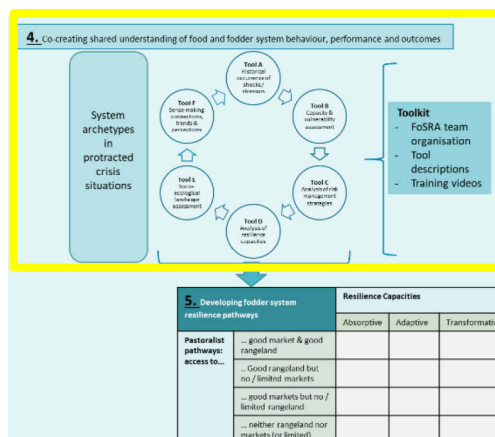 4. Co-creating shared understanding of food and fodder system behaviour, performance and outcomes
System
archetypes
in
protracted
crisis
situations
Tool A
Historical
occurrence of
shocks/
stressors
Tool B
Capacity &
vulnerability
assessment
Tool C
Analysis of risk
management
strategies
Tool D
Analysis of
resilience
capacities
Tool E
Socio-
ecological
landscape
assessment
Tool F
Sense-making
connections,
trends &
perceptions
Toolkit
- FoSRA team
organisation
- Tool
descriptions
- Training videos
5. Developing fodder system
resilience pathways
Resilience Capacities
Absorptive
Adaptive
Transformativ
Pastoralist
pathways:
access to...
... good market & good
rangeland
.. Good rangeland but
no / limited markets
... good markets but no /
limited rangeland
... neither rangeland nor
markets (or limited)